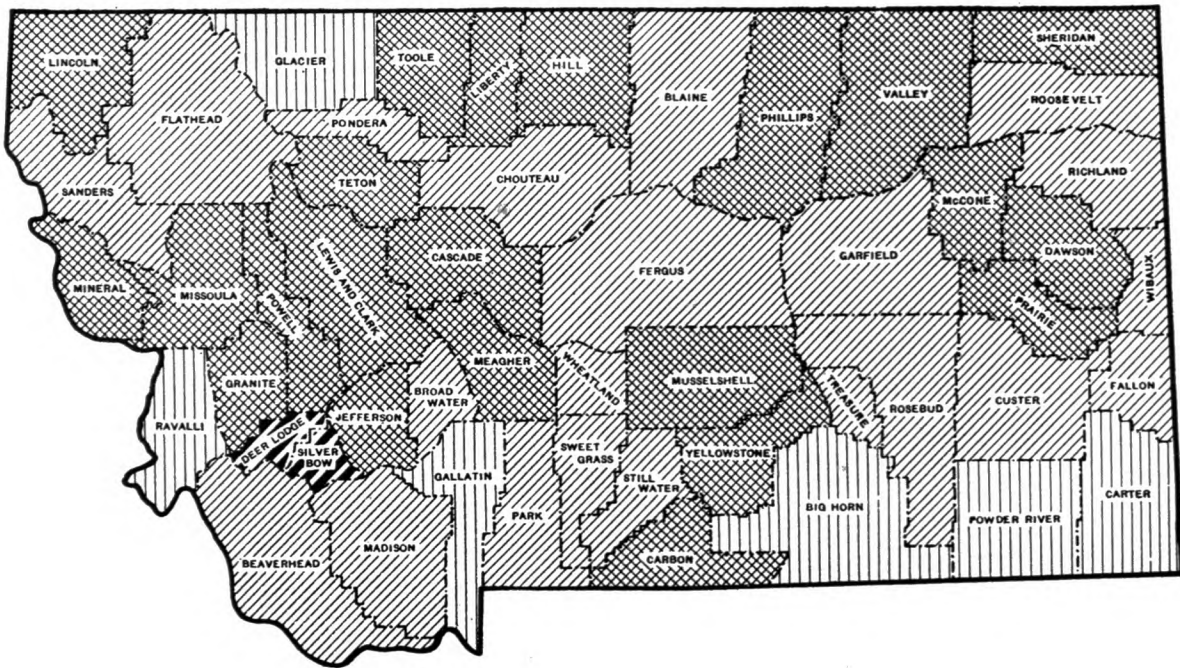 LINCOLN
FLATHEAD
GLACIER
TOOLE
LIBERTY
HILL
BLAINE
PHILLIPS
VALLEY
SHERIDAN
ROOSEVELT
SANDERS
PONDERA
TETON
CHOUTEAU
RICHLAND
McCONE
DAWSON
MINERAL
MISSOULA
POWELL
LEWIS AND CLARK
CASCADE
FERGUS
GARFIELD
PRAIRIE
WIBAUX
GRANITE
RAVALLI
DEER LODGE
SILVER
BOW
JEFFERSON
BROAD
WATER
MEAGHER
WHEATLAND
MUSSELSHELL
TREASURE
ROSEBUD
CUSTER
FALLON
GALLATIN
SWEET
GRASS
STILL
WATER
YELLOWSTONE
BIG HORN
POWDER RIVER
CARTER
BEAVERHEAD
MADISON
PARK
CARBON